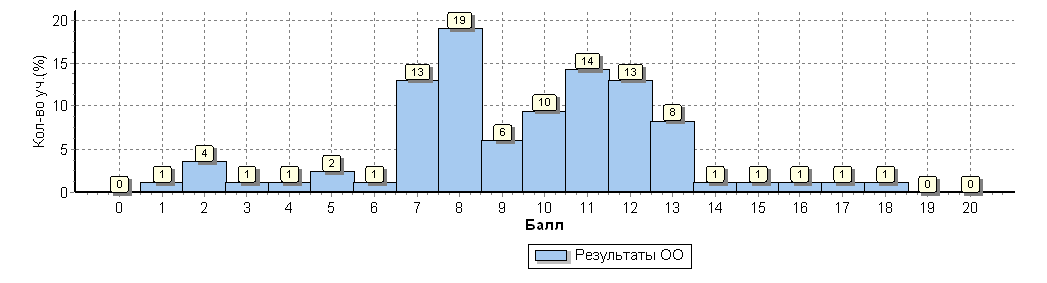 Кол-во уч.(%)
20
15
10
5
0
0 1 4 1 1 2 1 13 19 6 10 14 13 8 1 1 1 1 1 0 0
0 1 2 3 4 5 6 7 8 9 10 11 12 13 14 15 16 17 18 19 20
Балл
Результаты ОО